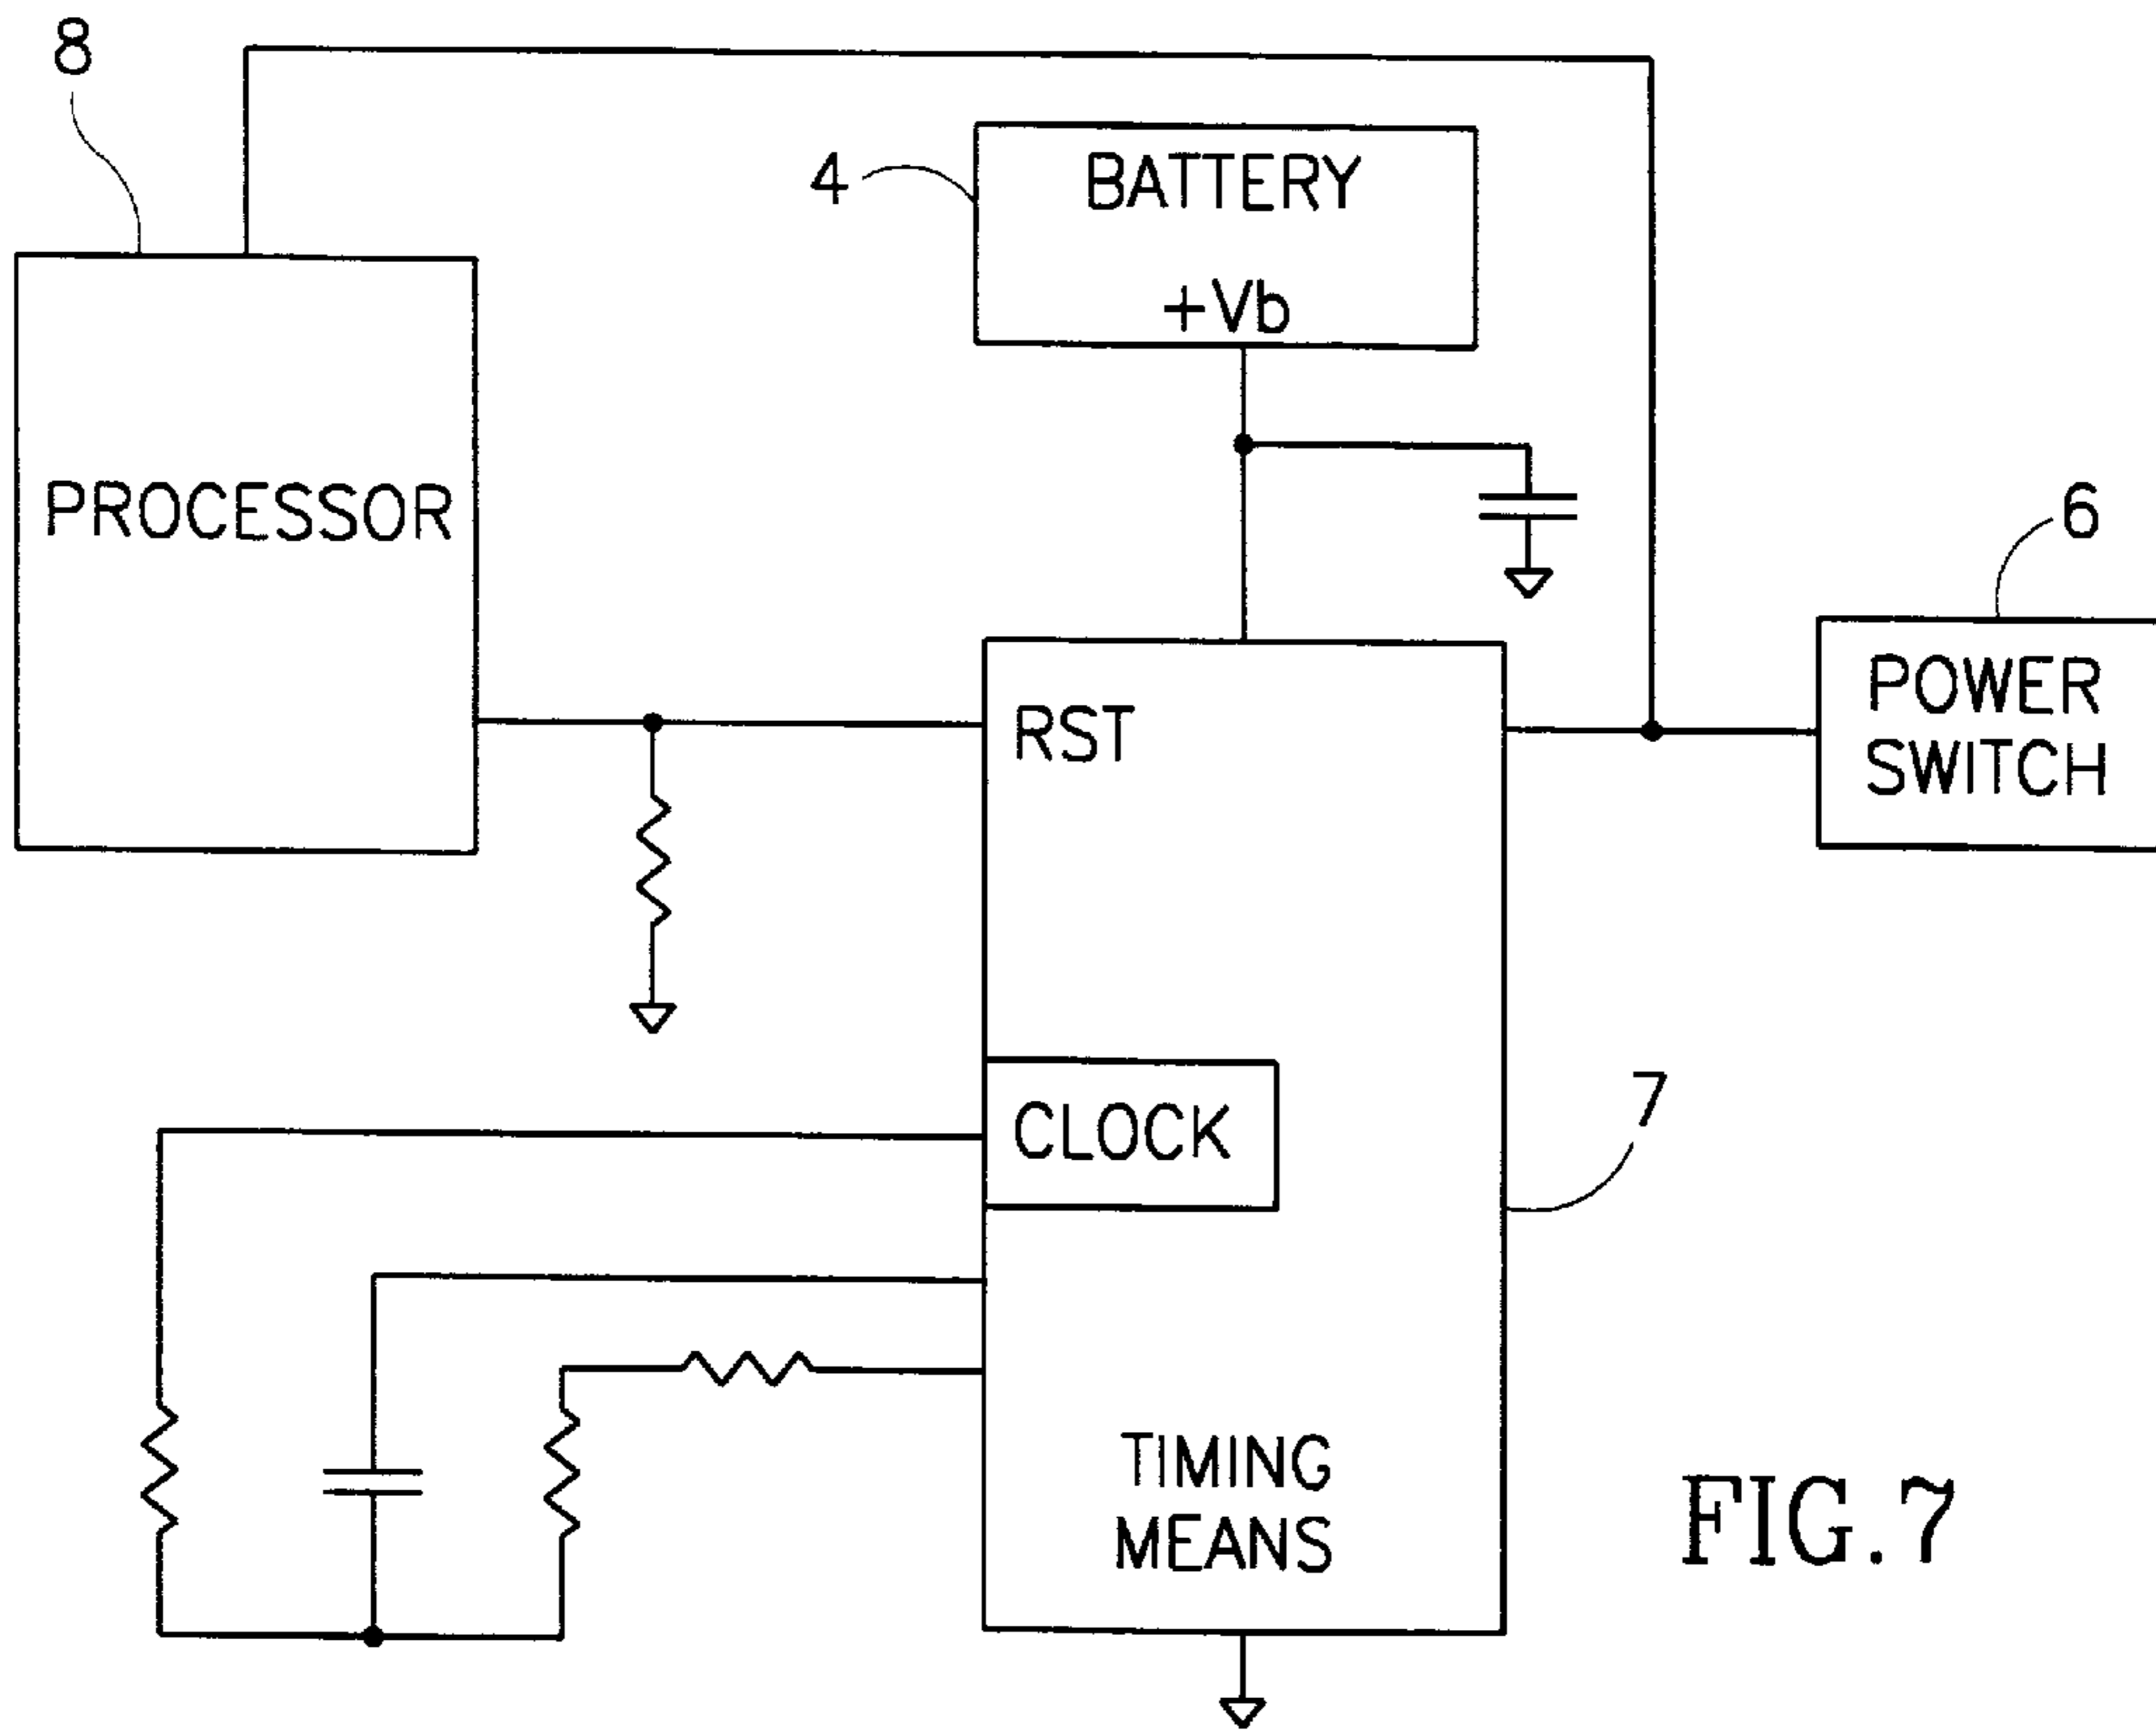 8
4
BATTERY
+Vb
PROCESSOR
6
POWER
SWITCH
RST
CLOCK
7
TIMING
MEANS
FIG.7